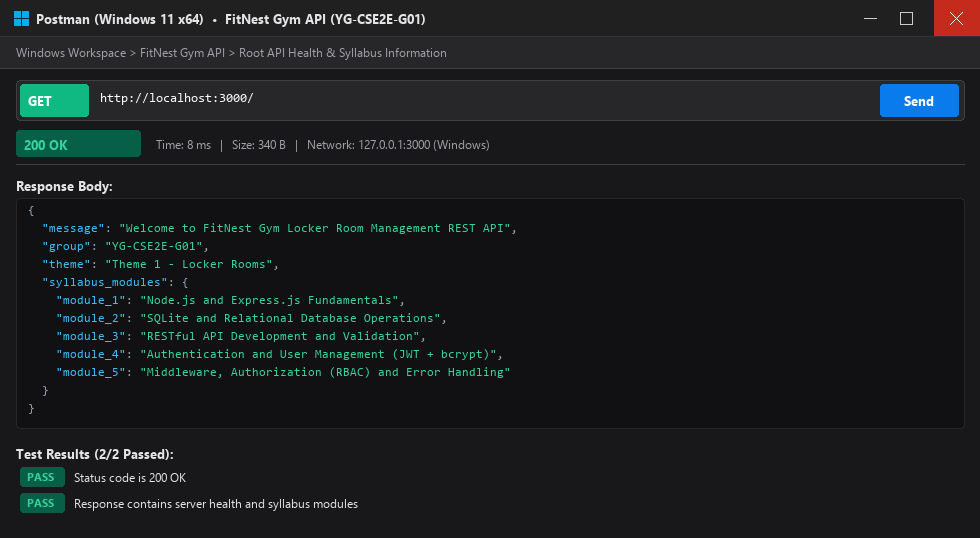 Postman (Windows 11 x64) • FitNest Gym API (YG-CSE2E-G01)
Windows Workspace > FitNest Gym API > Root API Health & Syllabus Information
GET http://localhost:3000/ Send
200 OK Time: 8 ms | Size: 340 B | Network: 127.0.0.1:3000 (Windows)
Response Body:
{
  "message": "Welcome to FitNest Gym Locker Room Management REST API",
  "group": "YG-CSE2E-G01",
  "theme": "Theme 1 - Locker Rooms",
  "syllabus_modules": {
    "module_1": "Node.js and Express.js Fundamentals",
    "module_2": "SQLite and Relational Database Operations",
    "module_3": "RESTful API Development and Validation",
    "module_4": "Authentication and User Management (JWT + bcrypt)",
    "module_5": "Middleware, Authorization (RBAC) and Error Handling"
  }
}
Test Results (2/2 Passed):
PASS Status code is 200 OK
PASS Response contains server health and syllabus modules